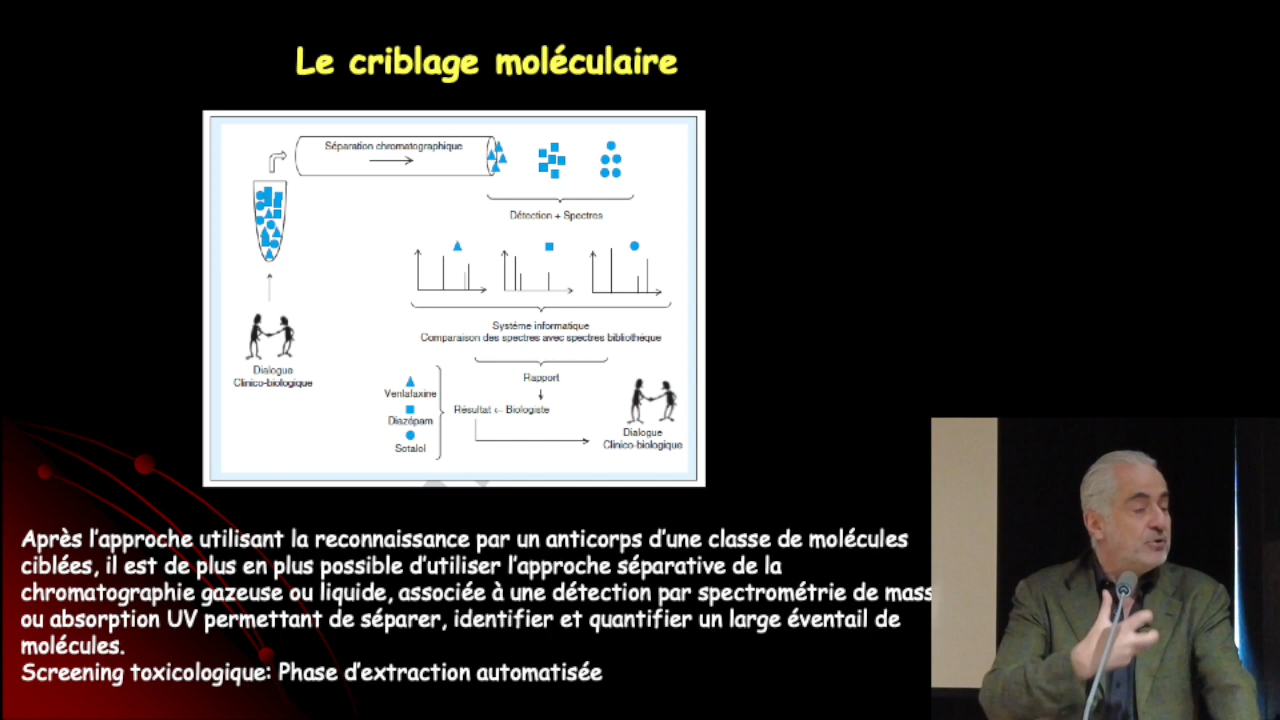 Le criblage moléculaire
Séparation chromatographique
Détection + Spectres
Système informatique
Comparaison des spectres avec spectres bibliothèque
Rapport
Résultat ← Biologiste
Dialogue
Clinico-biologique
Venlafaxine
Diazépam
Sotalol
Dialogue
Clinico-biologique
Après l'approche utilisant la reconnaissance par un anticorps d'une classe de molécules
ciblées, il est de plus en plus possible d'utiliser l'approche séparative de la
chromatographie gazeuse ou liquide, associée à une détection par spectrométrie de mass
ou absorption UV permettant de séparer, identifier et quantifier un large éventail de
molécules.
Screening toxicologique: Phase d'extraction automatisée